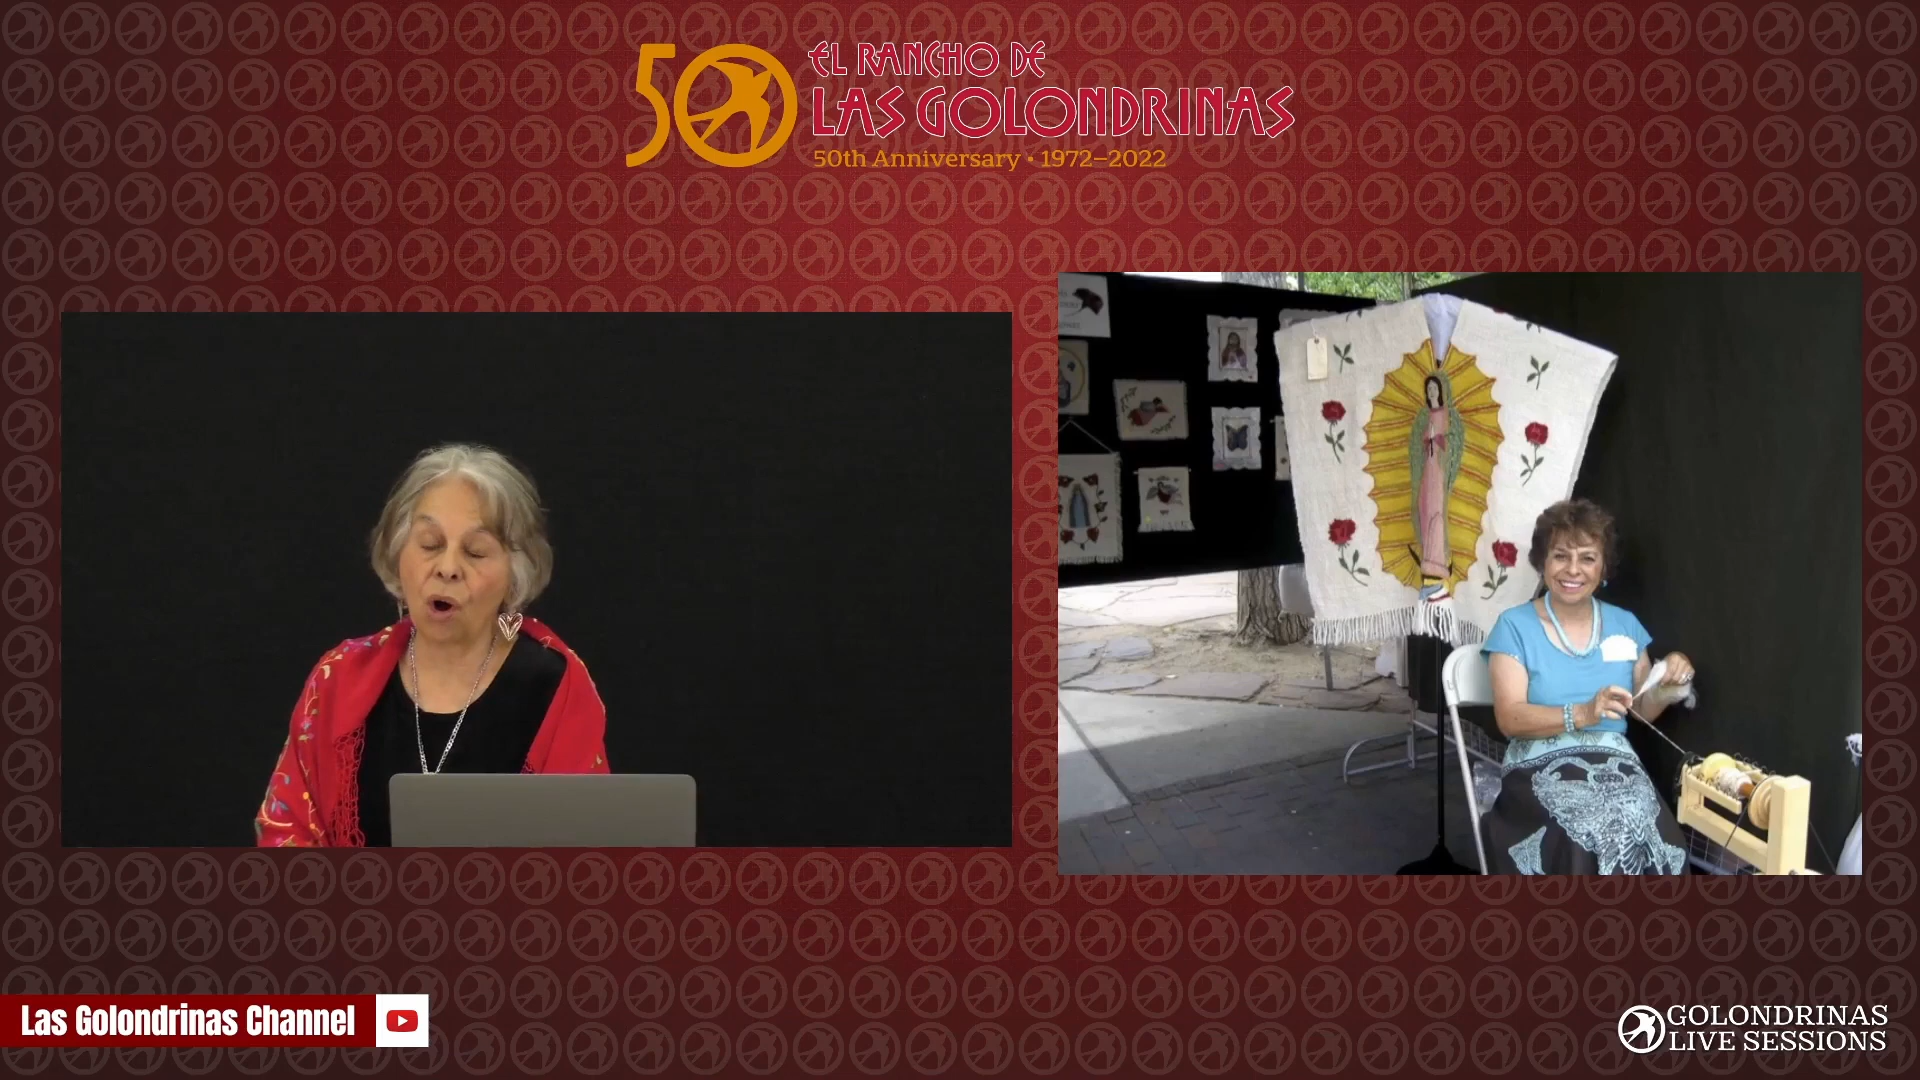 50
EL RANCHO DE
LAS GOLONDRINAS
50th Anniversary • 1972–2022
Las Golondrinas Channel
GOLONDRINAS
LIVE SESSIONS